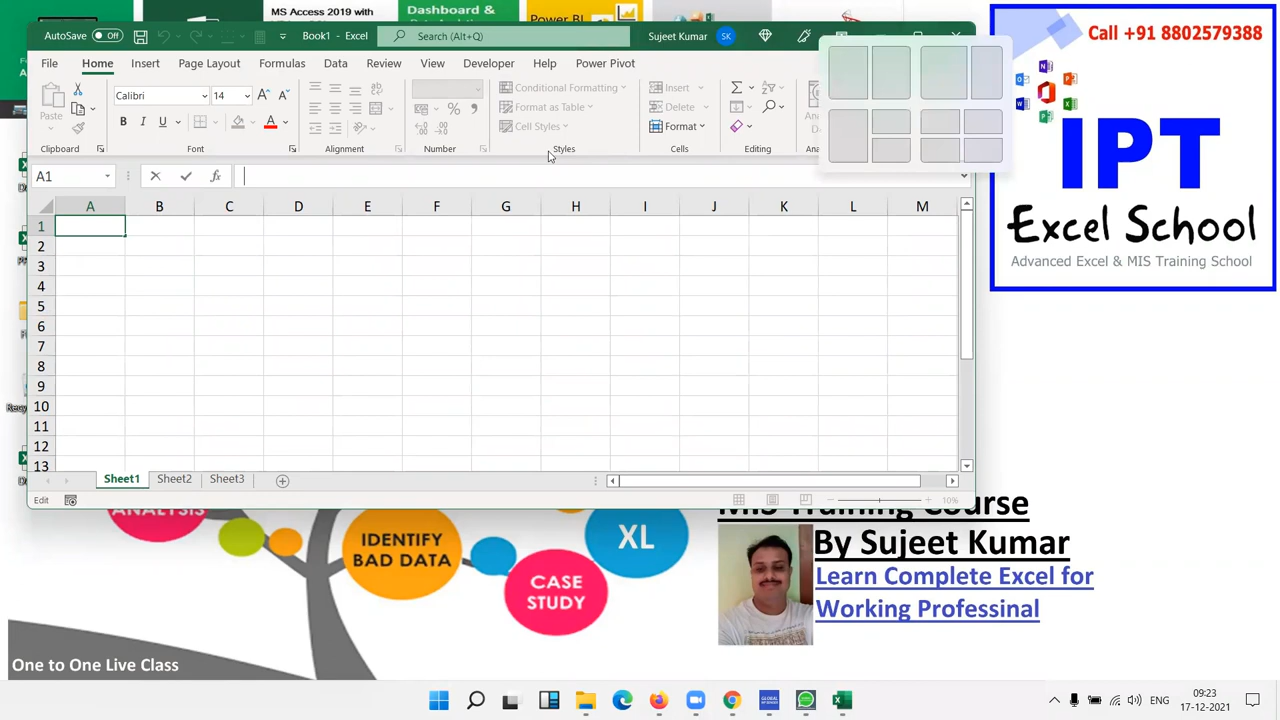 MS Access 2019 with
Dashboard &
Power BI
AutoSave Off
Book1 - Excel
Search (Alt+Q)
Sujeet Kumar SK
File Home Insert Page Layout Formulas Data Review View Developer Help Power Pivot
Paste
Calibri 14
B I U
Conditional Formatting
Format as Table
Cell Styles
Insert
Delete
Format
Clipboard Font Alignment Number Styles Cells Editing
A1 fx
A B C D E F G H I J K L M
1
2
3
4
5
6
7
8
9
10
11
12
13
Sheet1 Sheet2 Sheet3
Edit 10%
Call +91 8802579388
IPT
Excel School
Advanced Excel & MIS Training School
ANALYSIS
IDENTIFY
BAD DATA
CASE
STUDY
XL
MIS Training Course
By Sujeet Kumar
Learn Complete Excel for
Working Professinal
One to One Live Class
ENG
09:23
17-12-2021